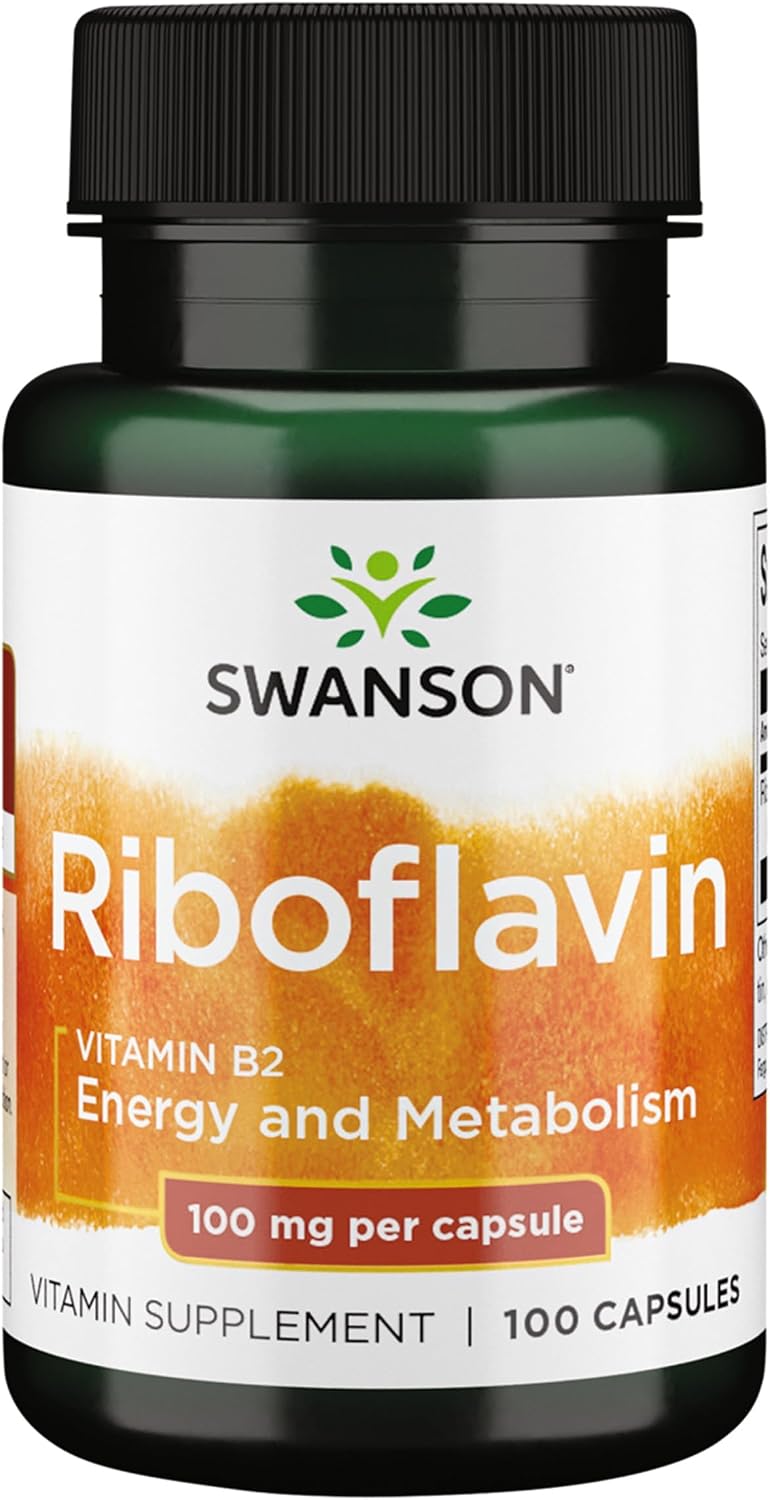 SWANSON
Riboflavin
VITAMIN B2
Energy and Metabolism
100 mg per capsule
VITAMIN SUPPLEMENT | 100 CAPSULES